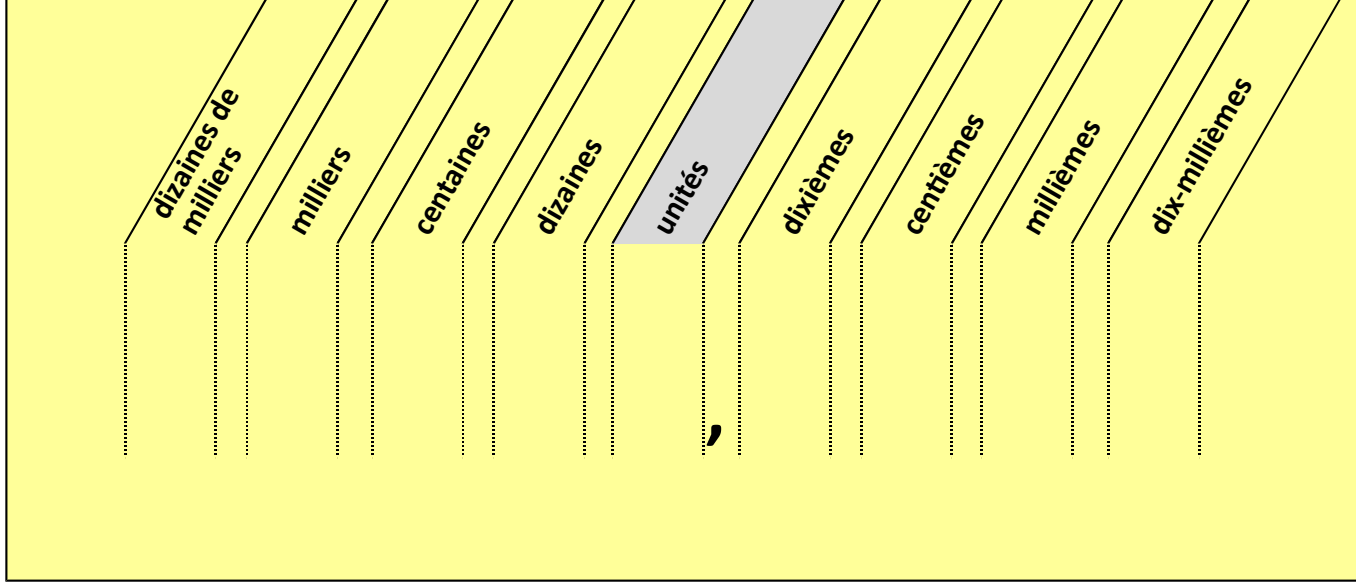 dizaines de
milliers
milliers
centaines
dizaines
unités
dixièmes
centièmes
millièmes
dix-millièmes
,